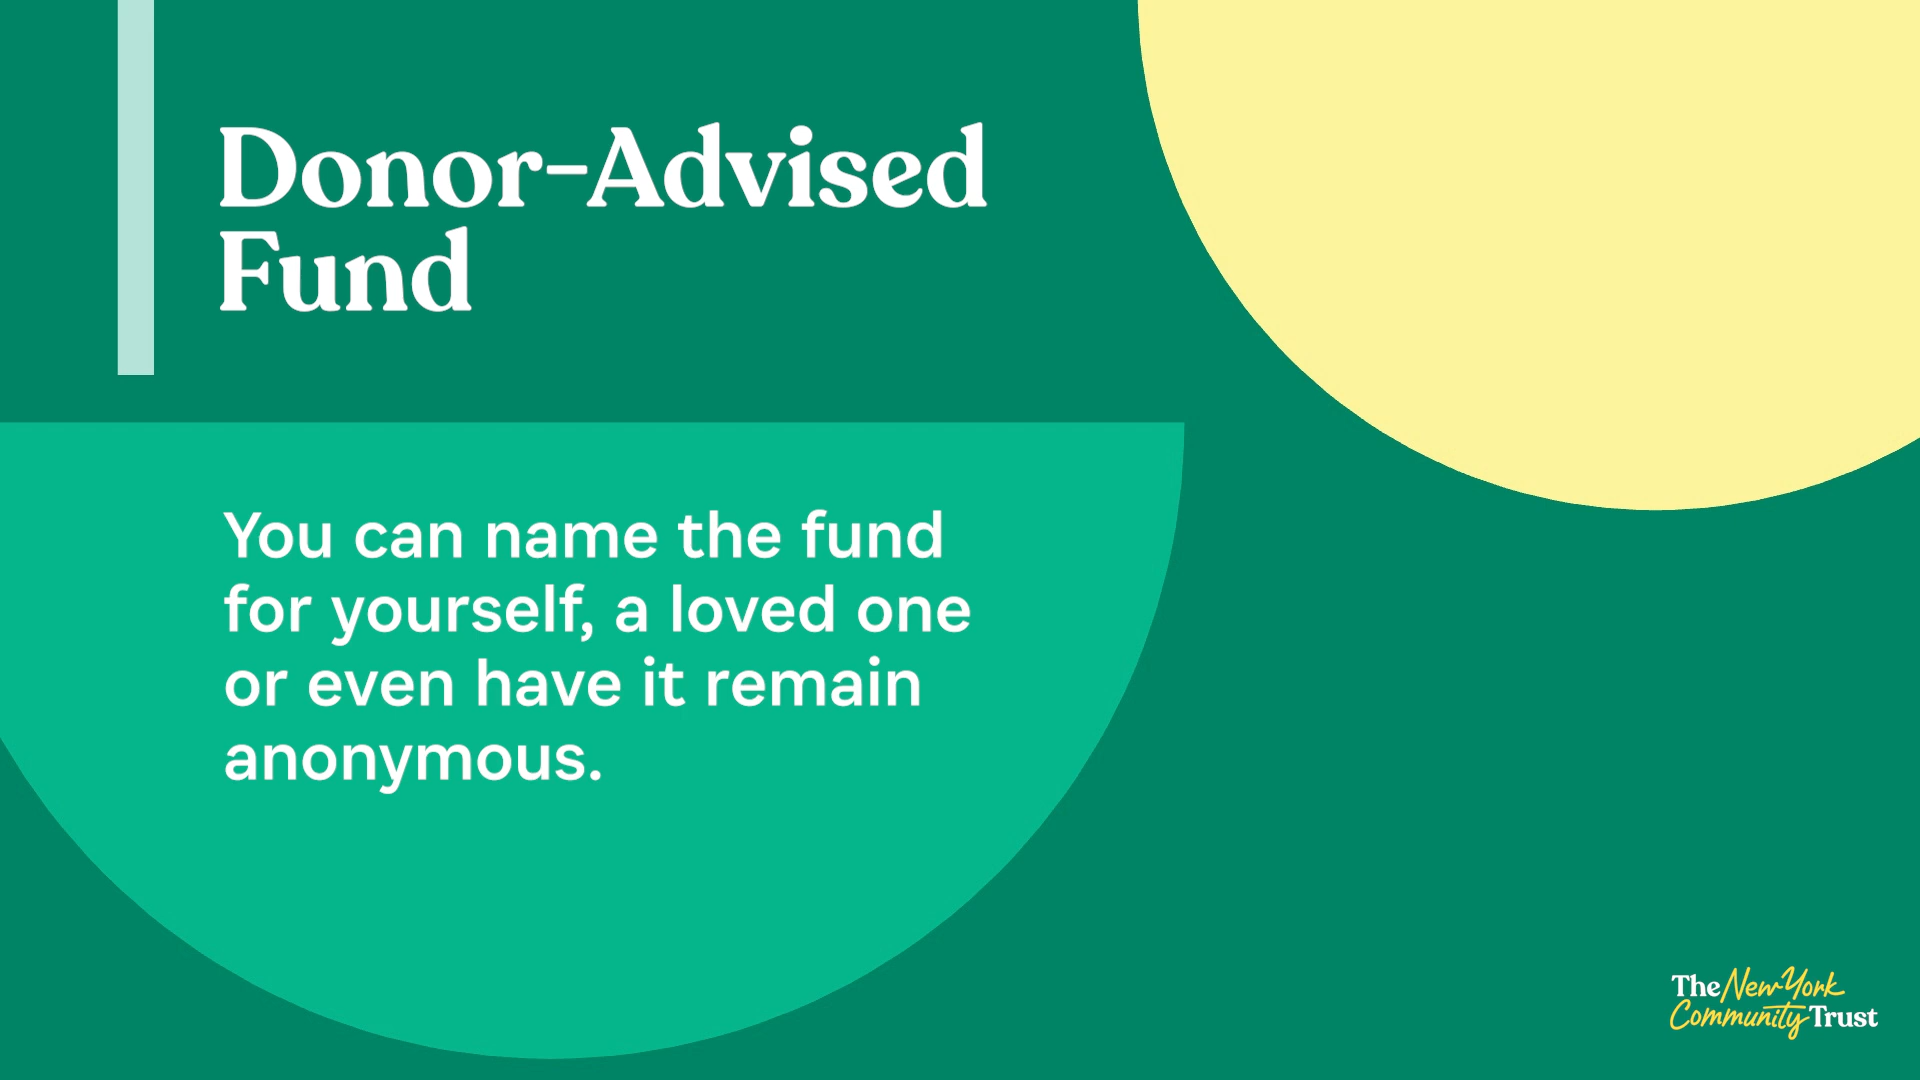 Donor-Advised
Fund
You can name the fund
for yourself, a loved one
or even have it remain
anonymous.
The New York
Community Trust